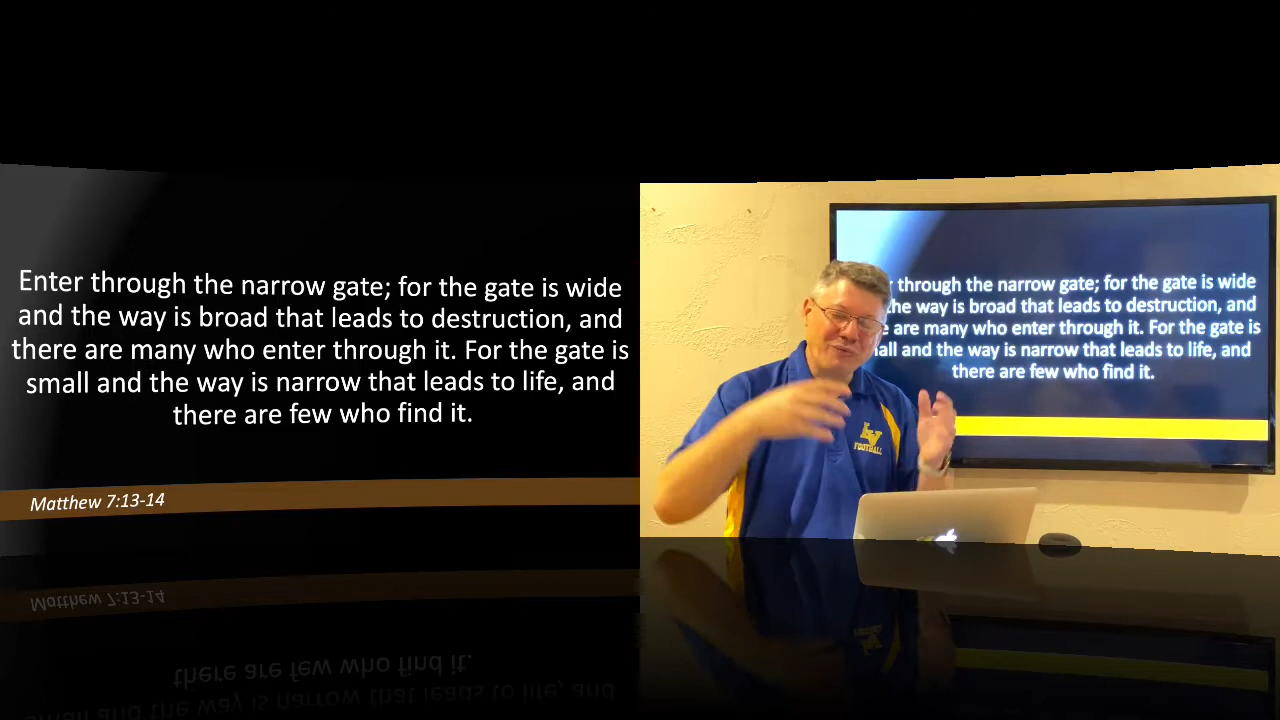 Enter through the narrow gate; for the gate is wide
and the way is broad that leads to destruction, and
there are many who enter through it. For the gate is
small and the way is narrow that leads to life, and
there are few who find it.
Matthew 7:13-14
through the narrow gate; for the gate is wide
the way is broad that leads to destruction, and
are many who enter through it. For the gate is
and the way is narrow that leads to life, and
there are few who find it.
LV
FOOTBALL